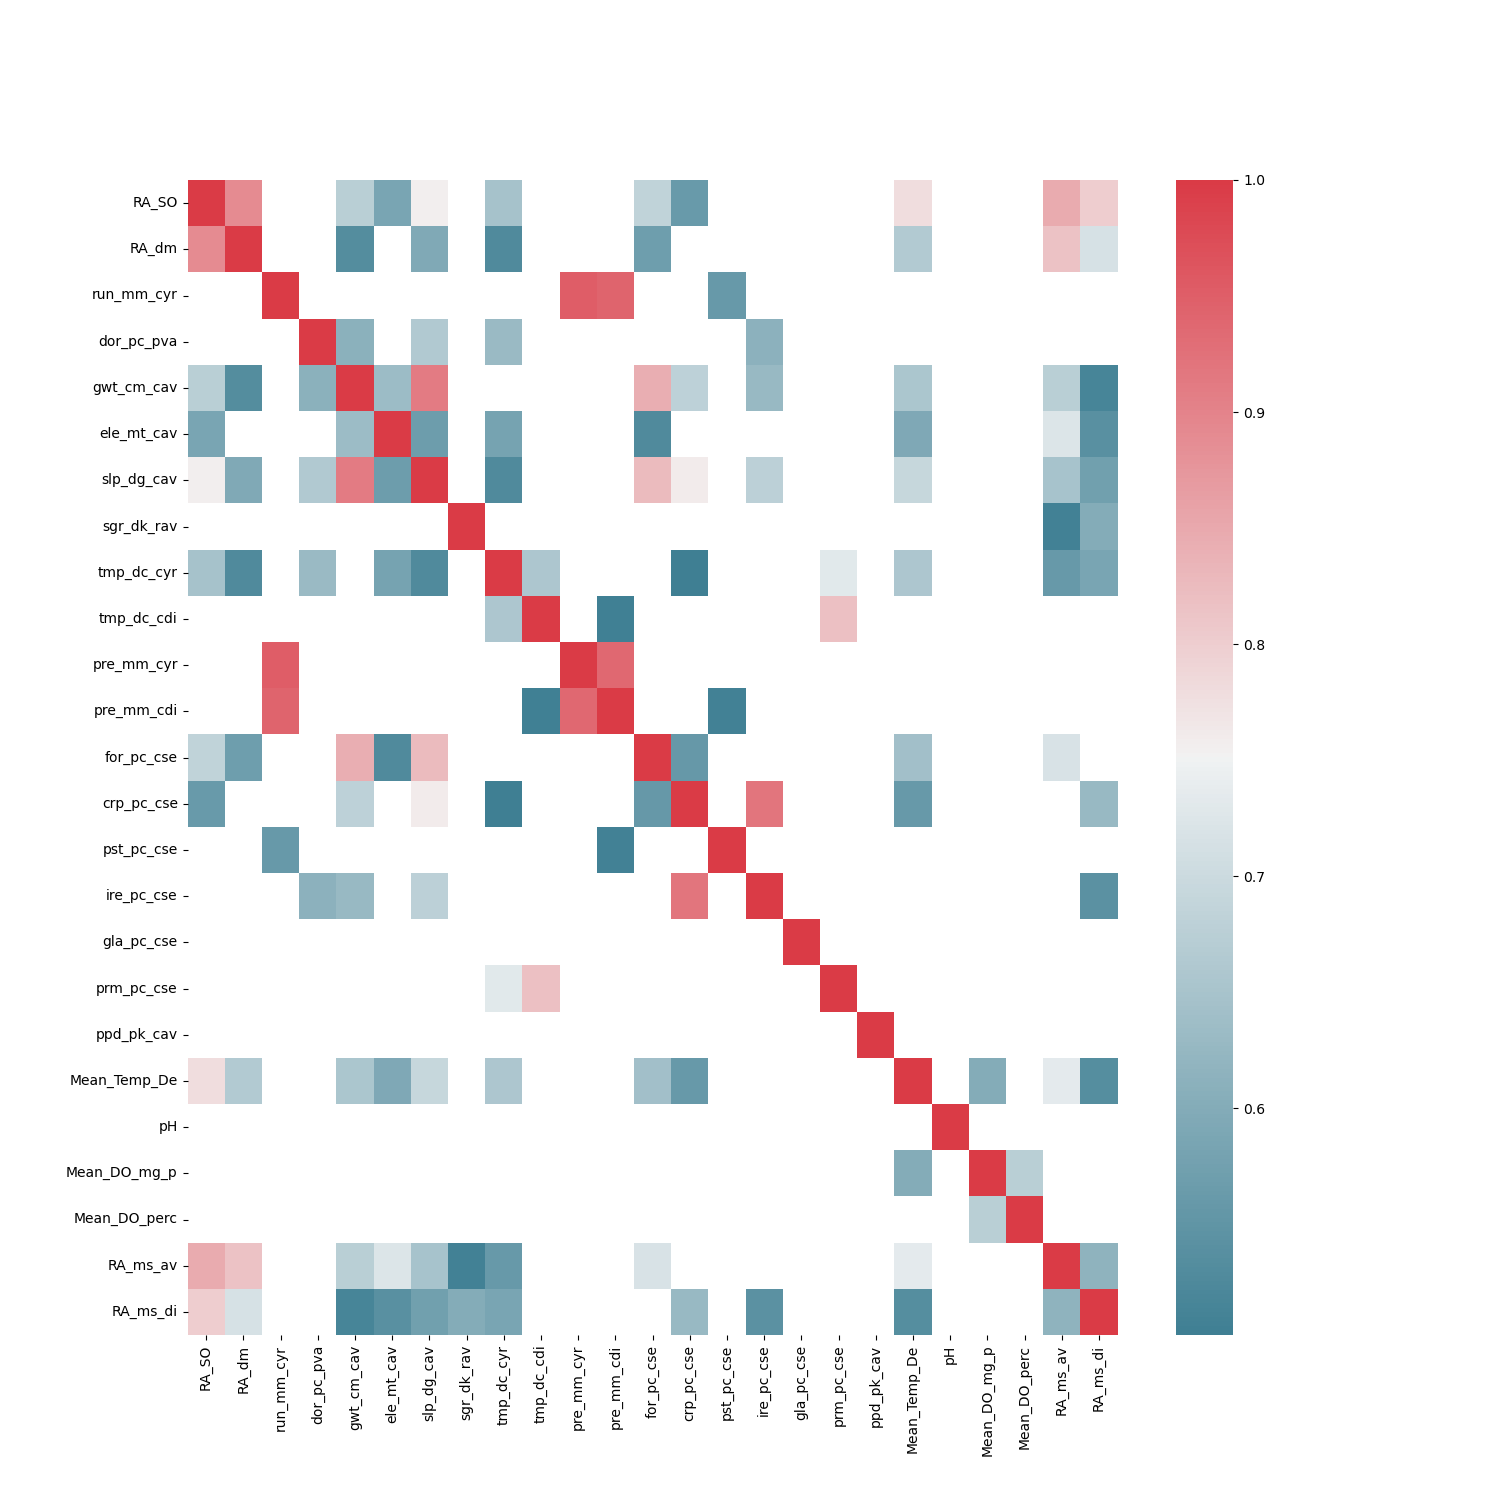 RA_SO
RA_dm
run_mm_cyr
dor_pc_pva
gwt_cm_cav
ele_mt_cav
slp_dg_cav
sgr_dk_rav
tmp_dc_cyr
tmp_dc_cdi
pre_mm_cyr
pre_mm_cdi
for_pc_cse
crp_pc_cse
pst_pc_cse
ire_pc_cse
gla_pc_cse
prm_pc_cse
ppd_pk_cav
Mean_Temp_De
pH
Mean_DO_mg_p
Mean_DO_perc
RA_ms_av
RA_ms_di
RA_SO
RA_dm
run_mm_cyr
dor_pc_pva
gwt_cm_cav
ele_mt_cav
slp_dg_cav
sgr_dk_rav
tmp_dc_cyr
tmp_dc_cdi
pre_mm_cyr
pre_mm_cdi
for_pc_cse
crp_pc_cse
pst_pc_cse
ire_pc_cse
gla_pc_cse
prm_pc_cse
ppd_pk_cav
Mean_Temp_De
pH
Mean_DO_mg_p
Mean_DO_perc
RA_ms_av
RA_ms_di
1.0
0.9
0.8
0.7
0.6